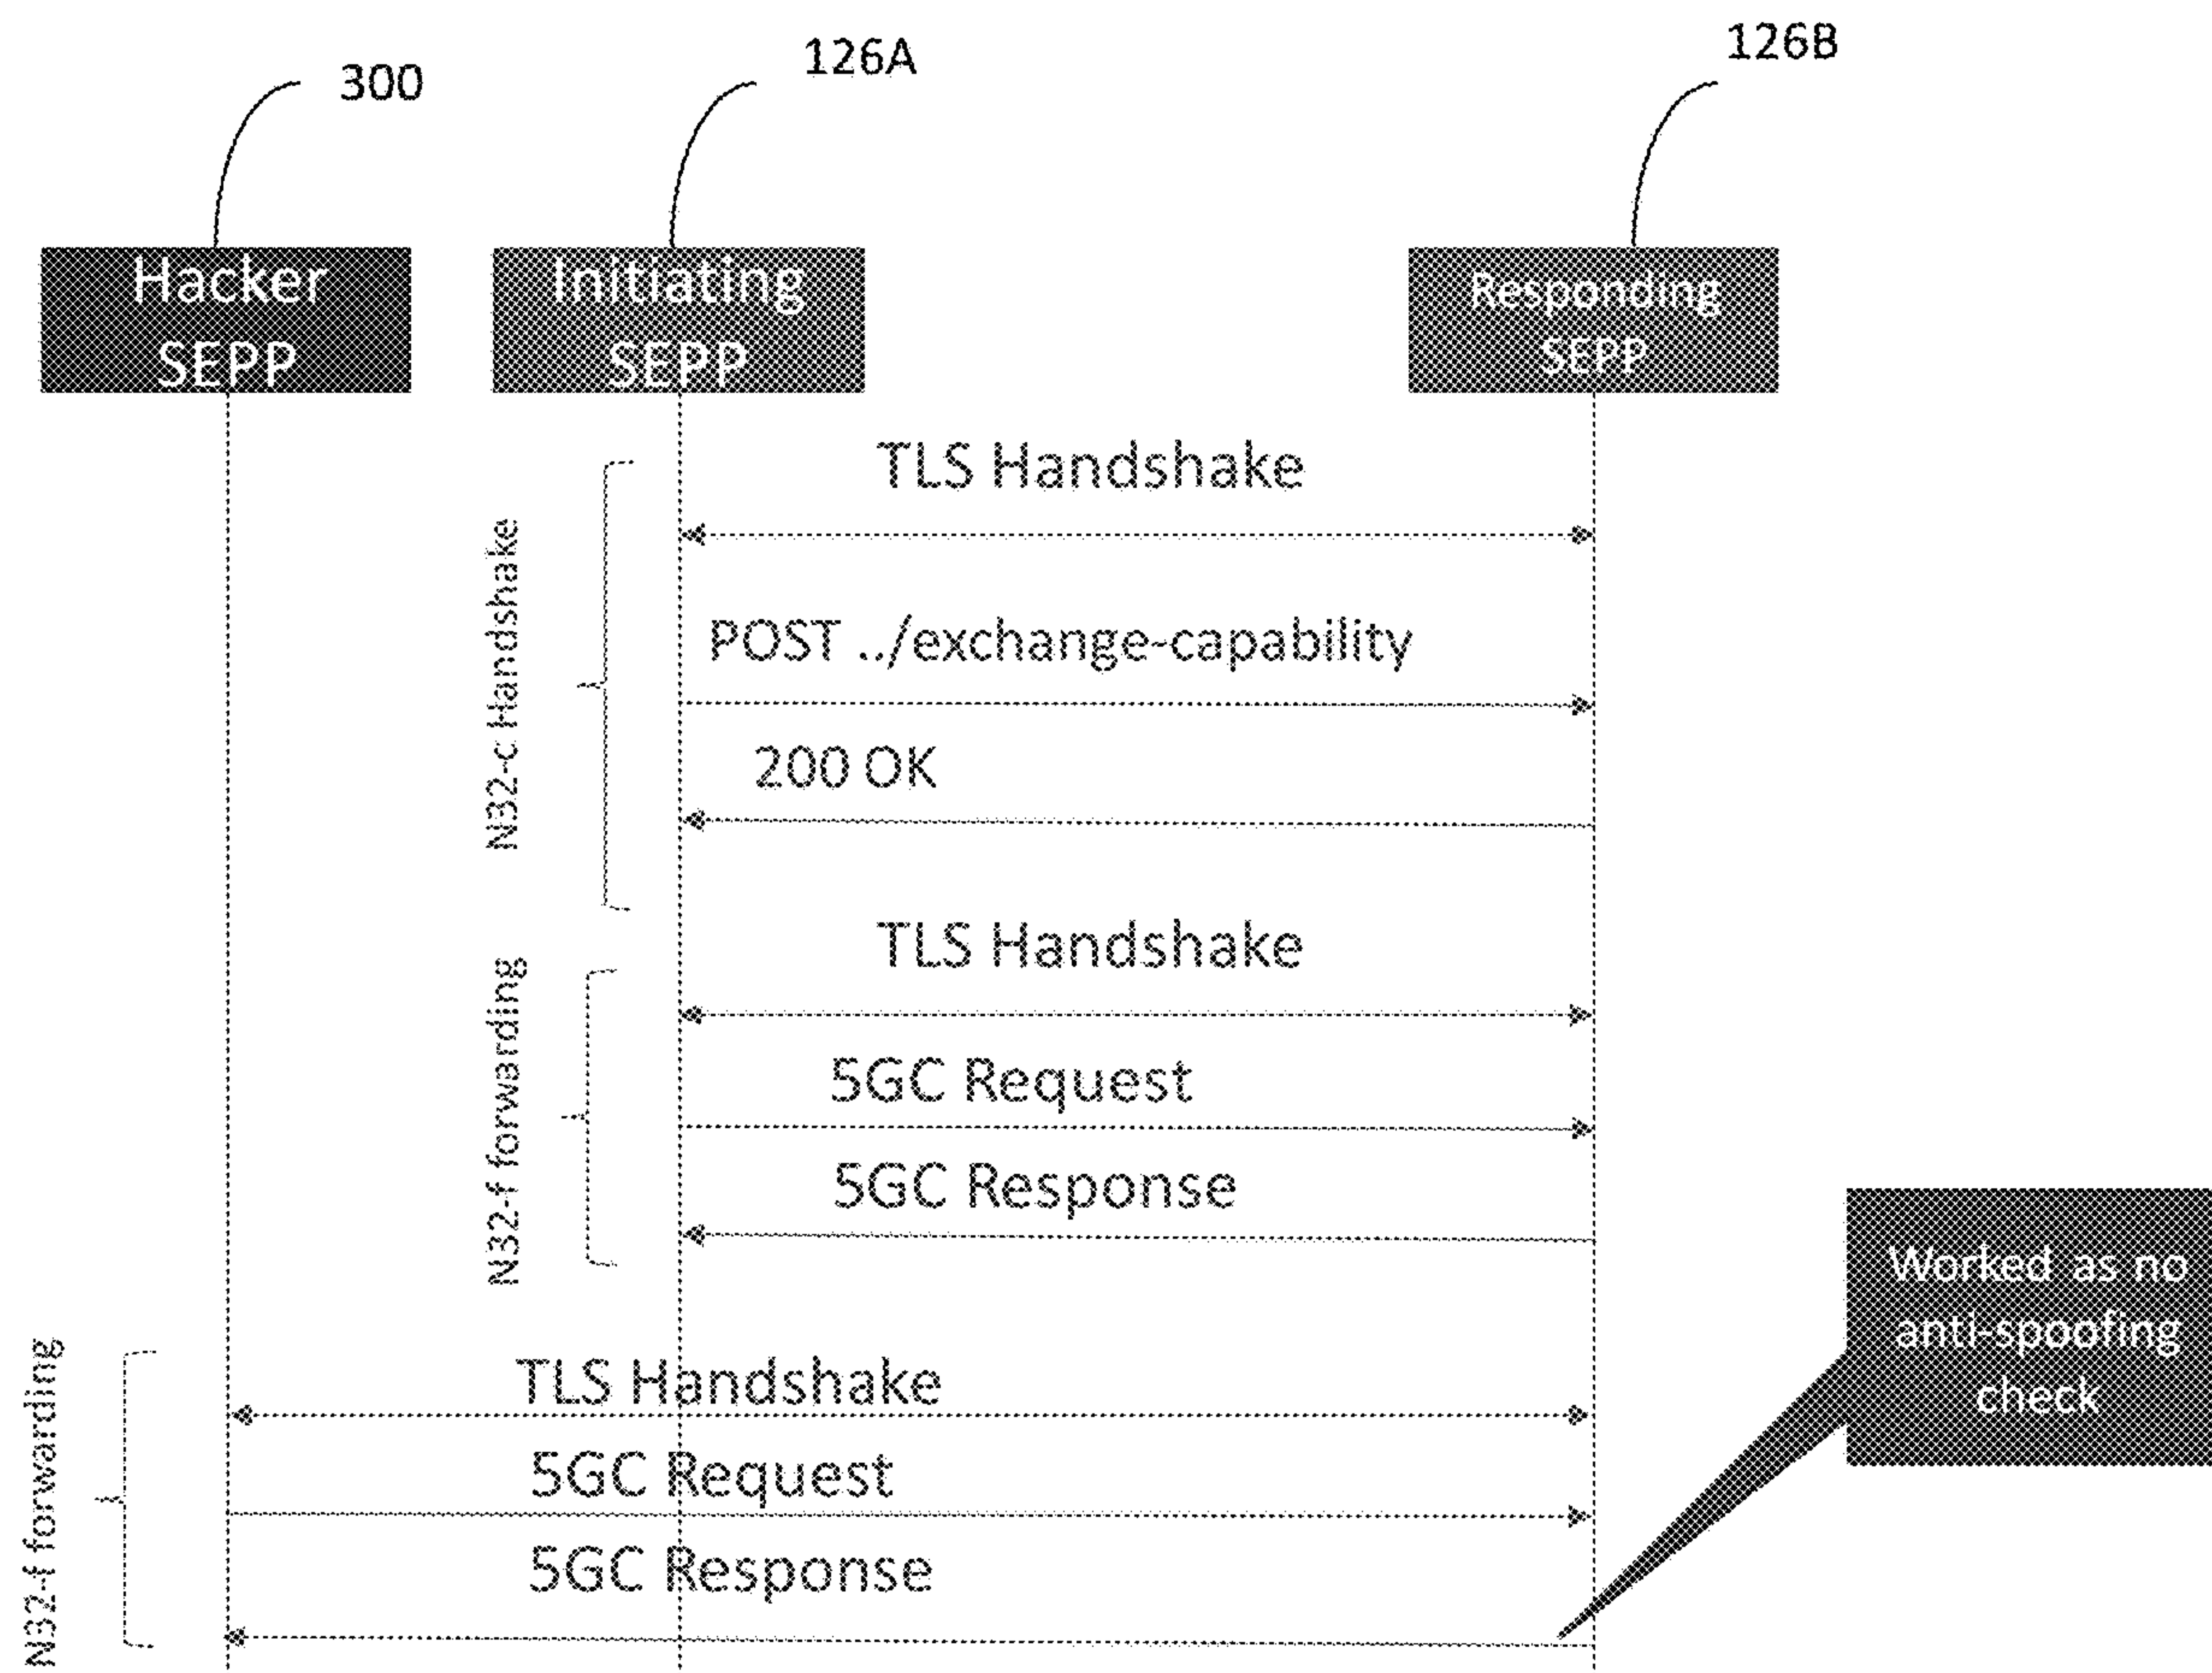 300
126A
126B
Hacker
SEPP
Initiating
SEPP
Responding
SEPP
N32-c Handshake
TLS Handshake
POST ../exchange-capability
200 OK
N32-f forwarding
TLS Handshake
5GC Request
5GC Response
N32-f forwarding
TLS Handshake
5GC Request
5GC Response
Worked as no
anti-spoofing
check